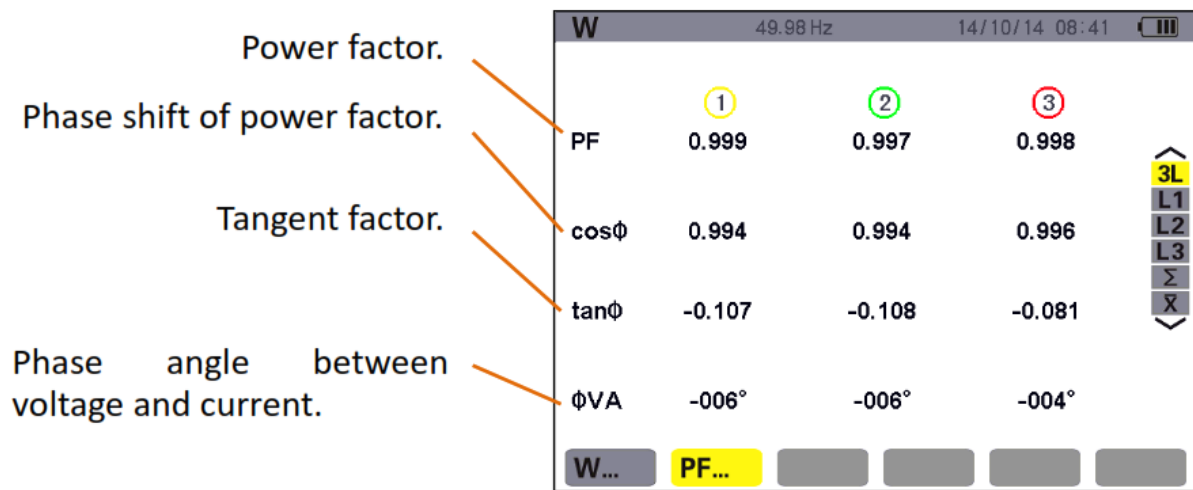 Power factor.
Phase shift of power factor.
Tangent factor.
Phase angle between
voltage and current.
W 49.98 Hz 14/10/14 08:41
1 2 3
PF 0.999 0.997 0.998
cosΦ 0.994 0.994 0.996
tanΦ -0.107 -0.108 -0.081
ΦVA -006° -006° -004°
3L
L1
L2
L3
Σ
X̅
W... PF...